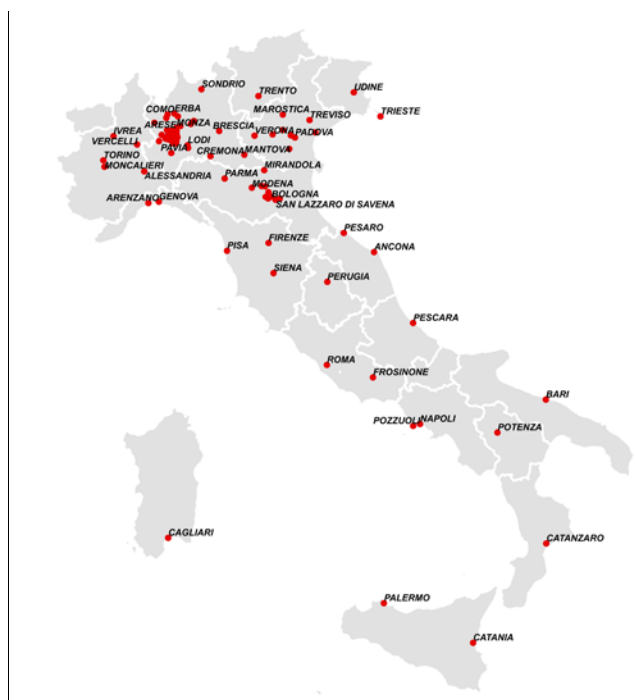 SONDRIO
TRENTO
UDINE
COMO
ERBA
MAROSTICA
TREVISO
TRIESTE
ARESE
MONZA
IVREA
BRESCIA
VERONA
PADOVA
VERCELLI
LODI
PAVIA
CREMONA
MANTOVA
TORINO
MONCALIERI
MIRANDOLA
ALESSANDRIA
PARMA
MODENA
ARENZANO
GENOVA
BOLOGNA
SAN LAZZARO DI SAVENA
PESARO
FIRENZE
PISA
ANCONA
SIENA
PERUGIA
PESCARA
ROMA
FROSINONE
BARI
POZZUOLI
NAPOLI
POTENZA
CAGLIARI
CATANZARO
PALERMO
CATANIA